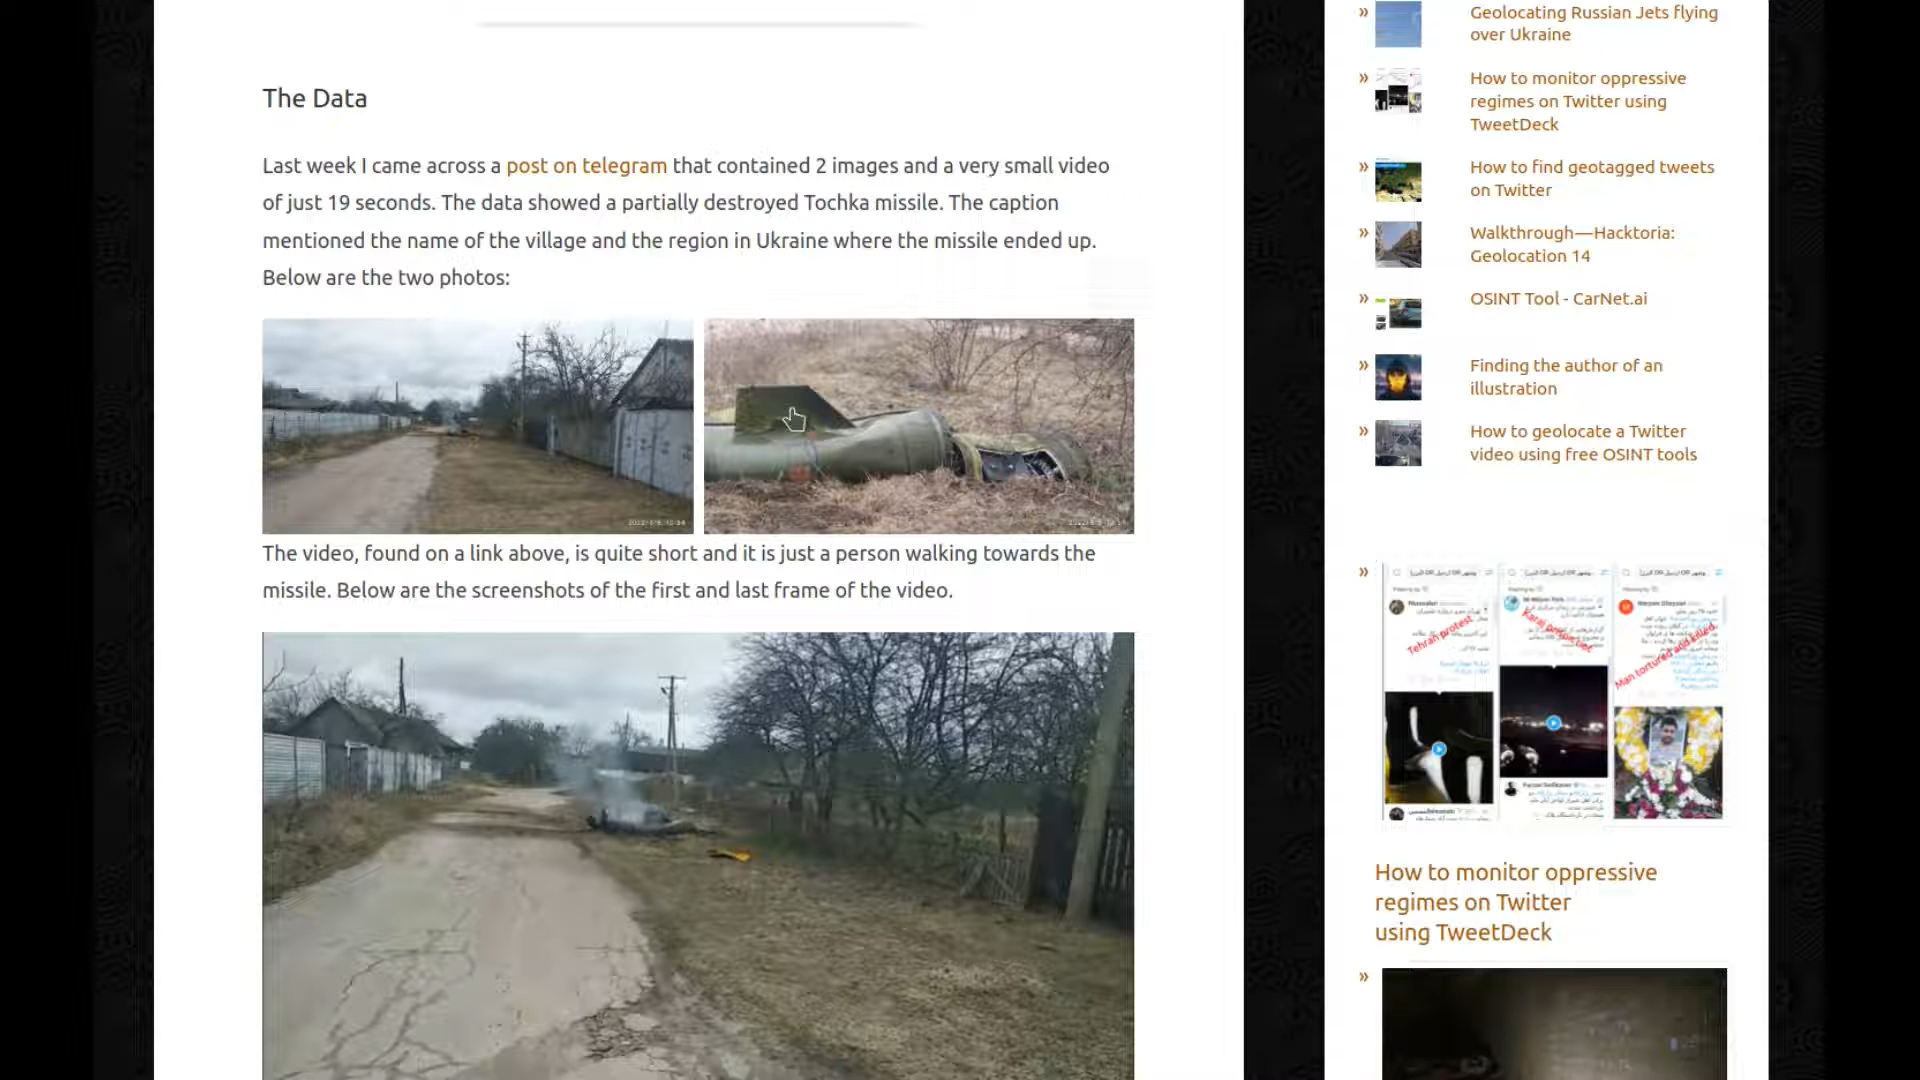 The Data
Last week I came across a post on telegram that contained 2 images and a very small video
of just 19 seconds. The data showed a partially destroyed Tochka missile. The caption
mentioned the name of the village and the region in Ukraine where the missile ended up.
Below are the two photos:
The video, found on a link above, is quite short and it is just a person walking towards the
missile. Below are the screenshots of the first and last frame of the video.
» Geolocating Russian Jets flying
over Ukraine
» How to monitor oppressive
regimes on Twitter using
TweetDeck
» How to find geotagged tweets
on Twitter
» Walkthrough—Hacktoria:
Geolocation 14
» OSINT Tool - CarNet.ai
» Finding the author of an
illustration
» How to geolocate a Twitter
video using free OSINT tools
»
Tehran protest
Man tortured and killed
How to monitor oppressive
regimes on Twitter
using TweetDeck
»